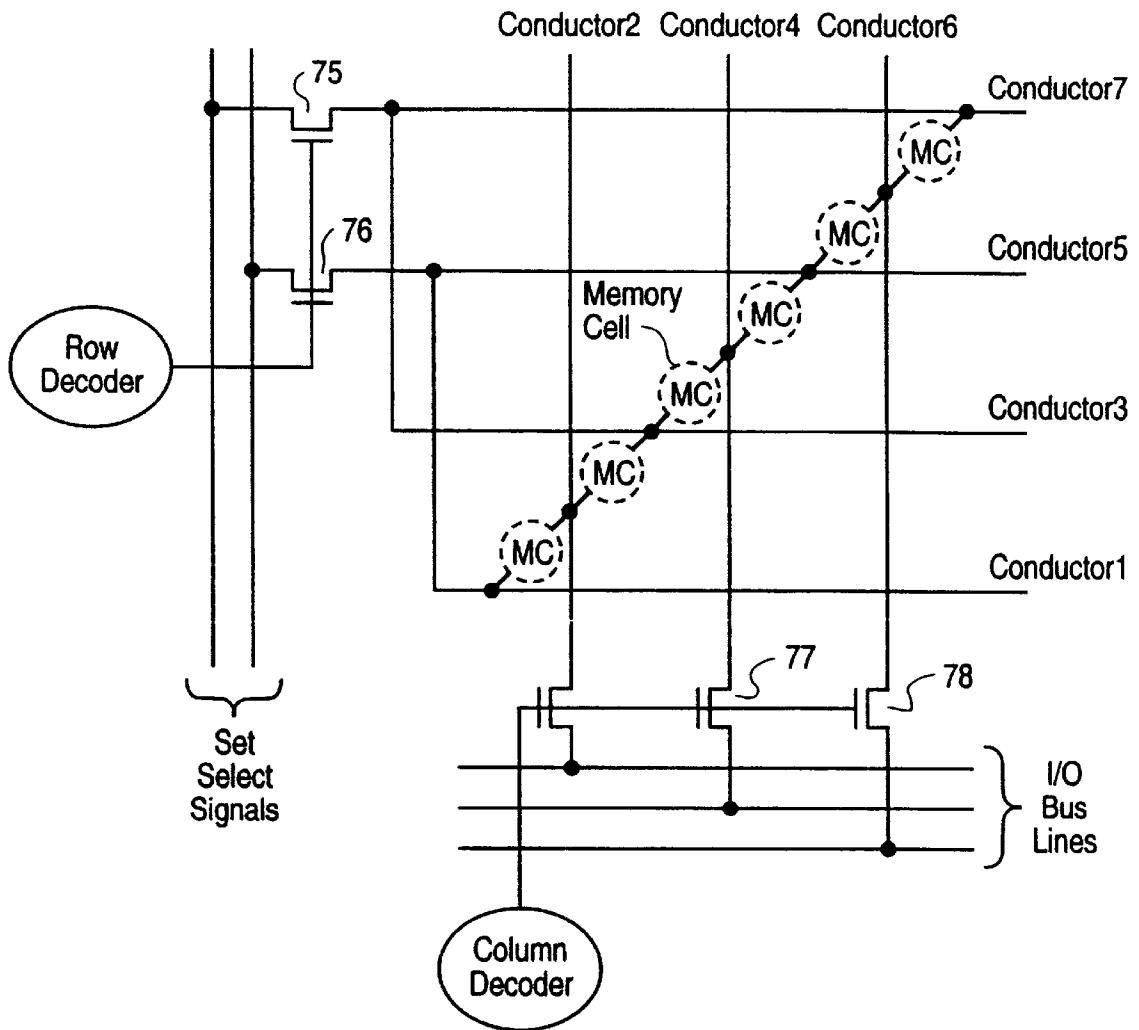 Conductor2 Conductor4 Conductor6
75
Conductor7
MC
76
MC
Conductor5
Memory
Cell
MC
Row
Decoder
MC
Conductor3
MC
MC
Conductor1
77
78
Set
Select
Signals
I/O
Bus
Lines
Column
Decoder